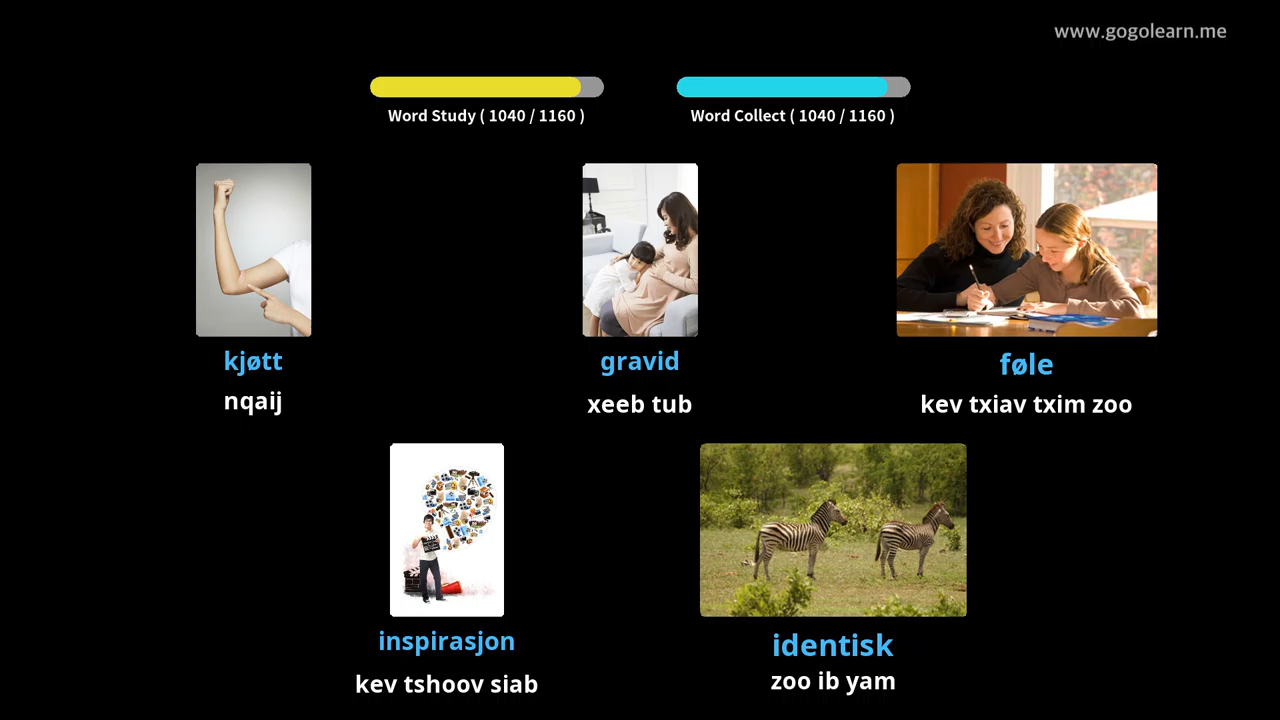 www.gogolearn.me
Word Study ( 1040 / 1160 )
Word Collect ( 1040 / 1160 )
kjøtt
nqaij
gravid
xeeb tub
føle
kev txiav txim zoo
inspirasjon
kev tshoov siab
identisk
zoo ib yam